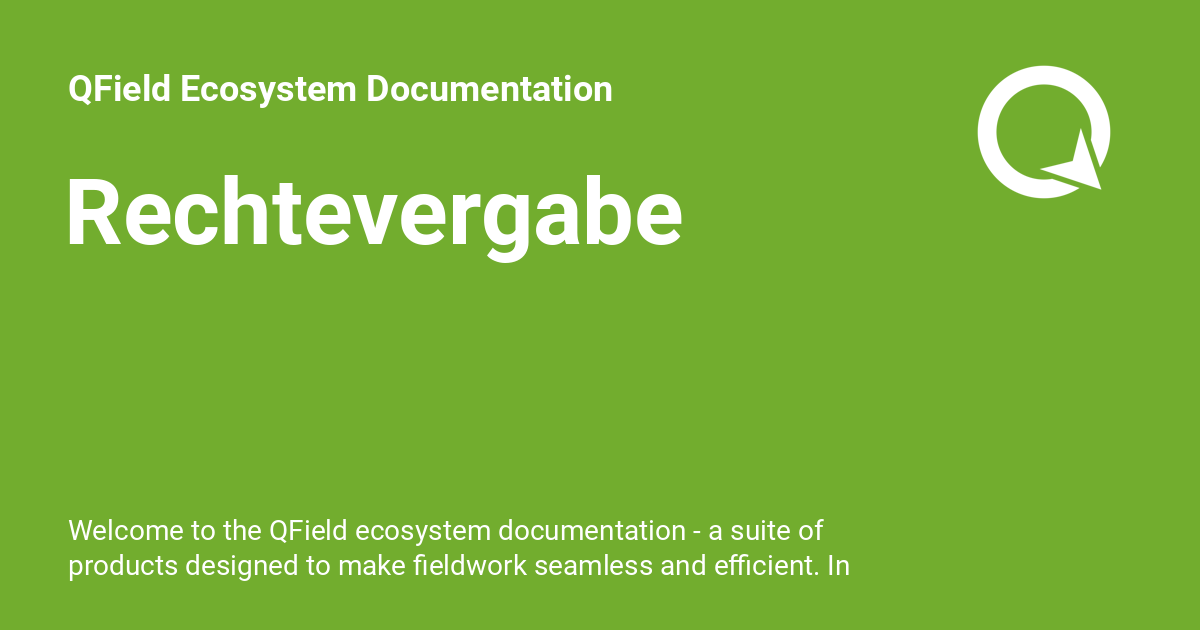 QField Ecosystem Documentation
Rechtevergabe
Welcome to the QField ecosystem documentation - a suite of
products designed to make fieldwork seamless and efficient. In